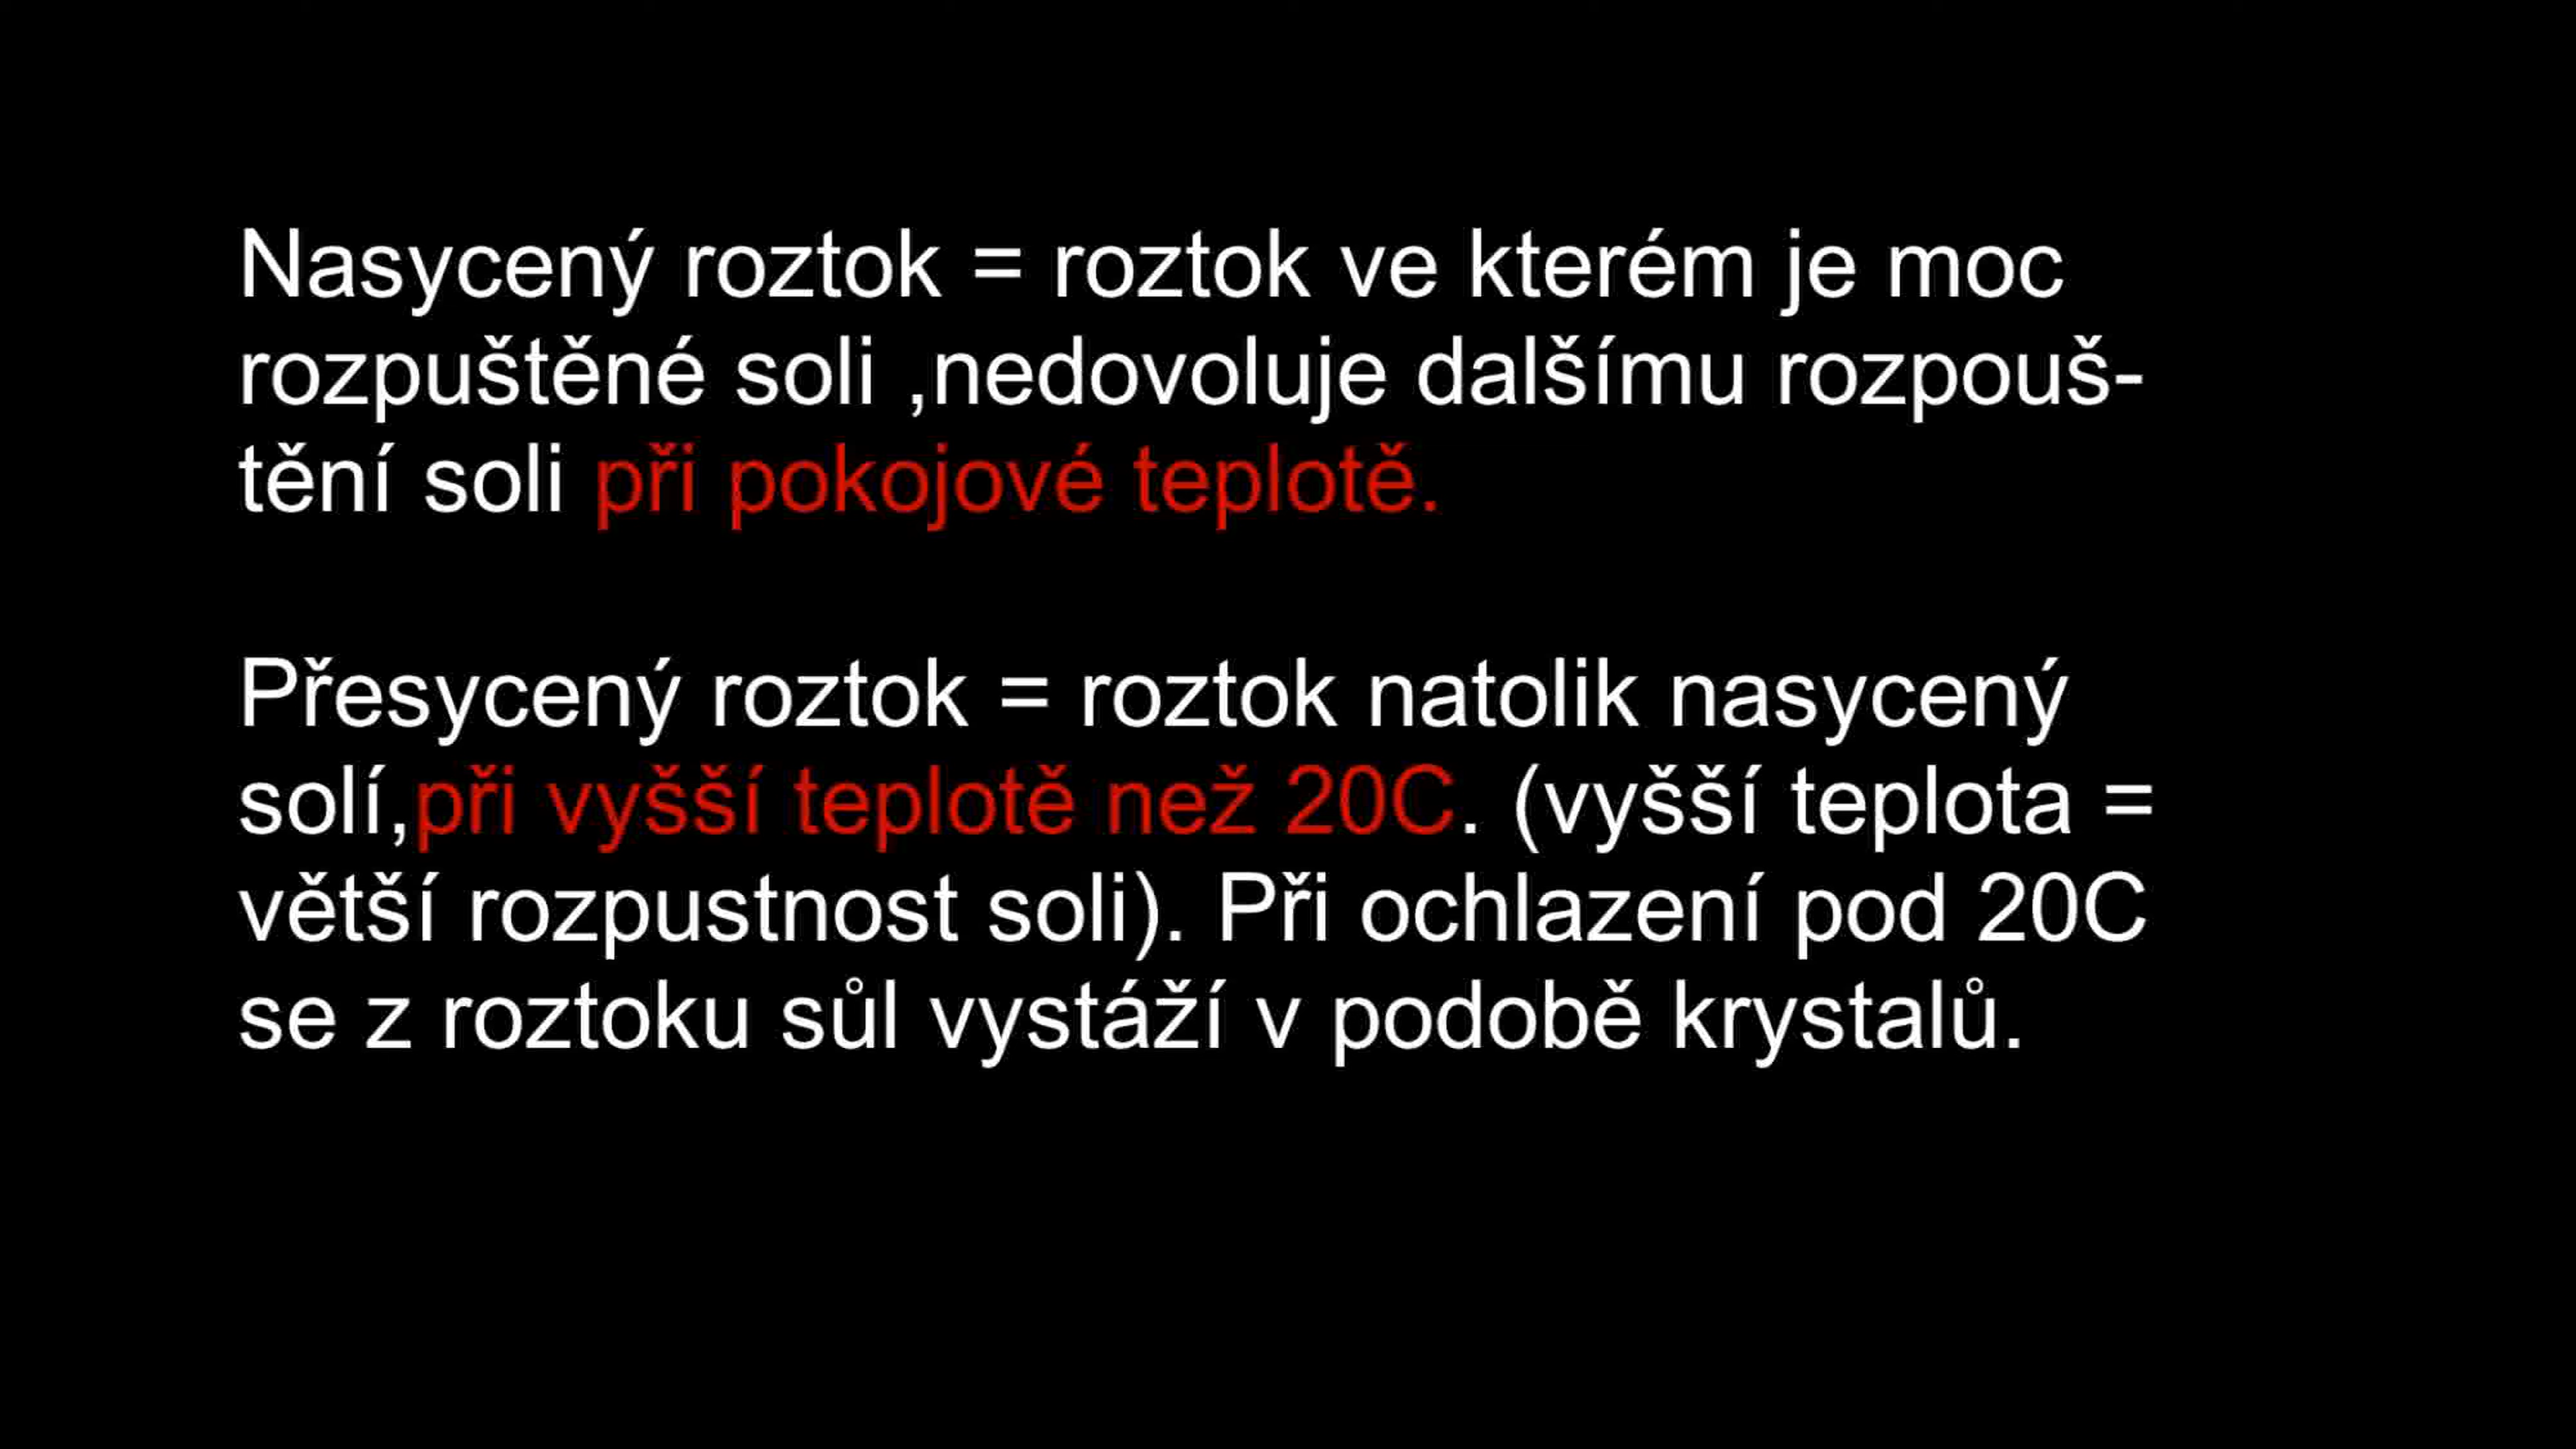 Nasycený roztok = roztok ve kterém je moc
rozpuštěné soli ,nedovoluje dalšímu rozpouš-
tění soli při pokojové teplotě.
Přesycený roztok = roztok natolik nasycený
solí,při vyšší teplotě než 20C. (vyšší teplota =
větší rozpustnost soli). Při ochlazení pod 20C
se z roztoku sůl vystáží v podobě krystalů.